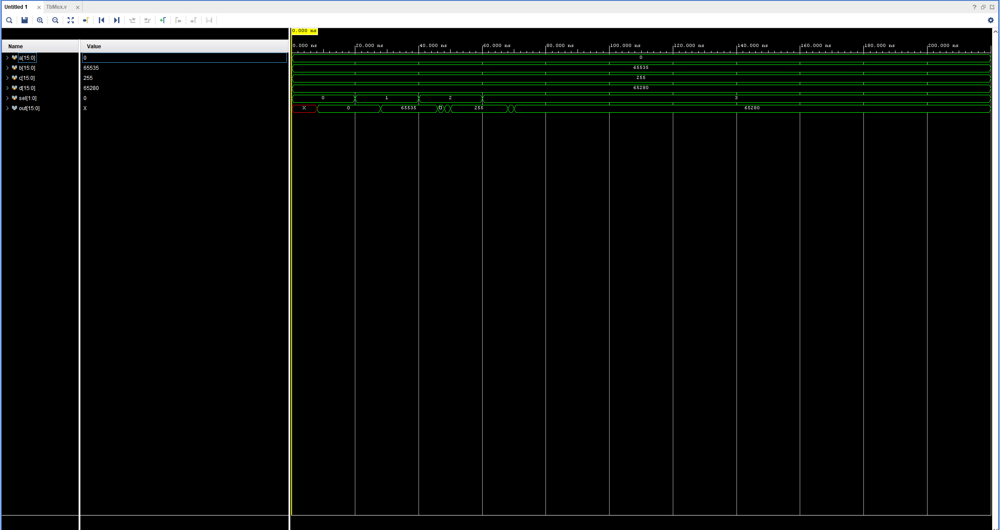 Untitled 1 × TbMux.v ×
?
0.000 ns
Name Value
0.000 ns 20.000 ns 40.000 ns 60.000 ns 80.000 ns 100.000 ns 120.000 ns 140.000 ns 160.000 ns 180.000 ns 200.000 ns
a[15:0] 0 0
b[15:0] 65535 65535
c[15:0] 255 255
d[15:0] 65280 65280
sel[1:0] 0 0 1 2 3
out[15:0] X X 0 65535 255 65280